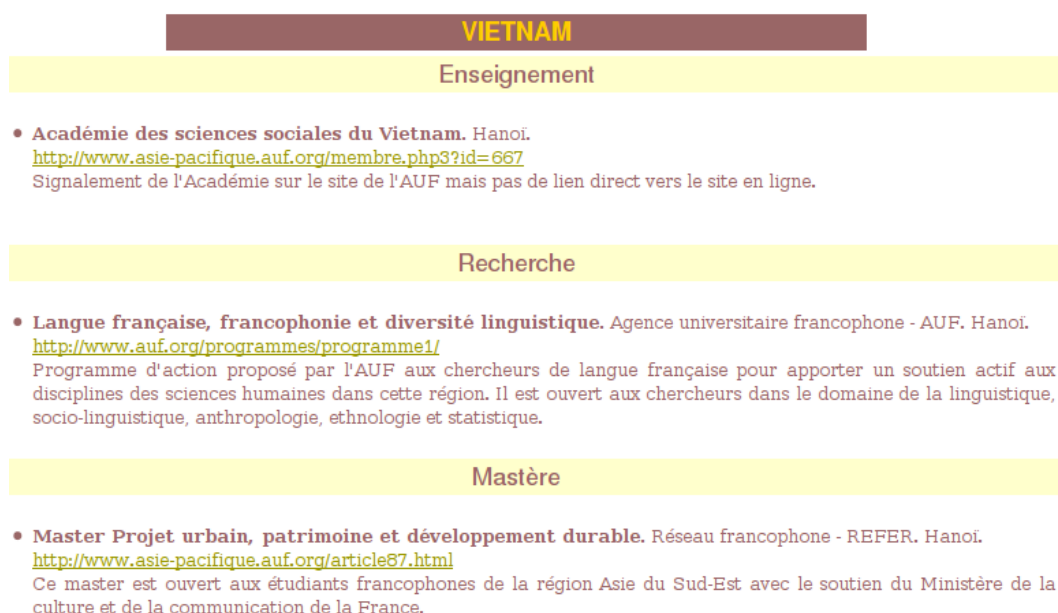 VIETNAM
Enseignement
• Académie des sciences sociales du Vietnam. Hanoï.
http://www.asie-pacifique.auf.org/membre.php3?id=667
Signalement de l'Académie sur le site de l'AUF mais pas de lien direct vers le site en ligne.
Recherche
• Langue française, francophonie et diversité linguistique. Agence universitaire francophone - AUF. Hanoï.
http://www.auf.org/programmes/programme1/
Programme d'action proposé par l'AUF aux chercheurs de langue française pour apporter un soutien actif aux
disciplines des sciences humaines dans cette région. Il est ouvert aux chercheurs dans le domaine de la linguistique,
socio-linguistique, anthropologie, ethnologie et statistique.
Mastère
• Master Projet urbain, patrimoine et développement durable. Réseau francophone - REFER. Hanoï.
http://www.asie-pacifique.auf.org/article87.html
Ce master est ouvert aux étudiants francophones de la région Asie du Sud-Est avec le soutien du Ministère de la
culture et de la communication de la France.